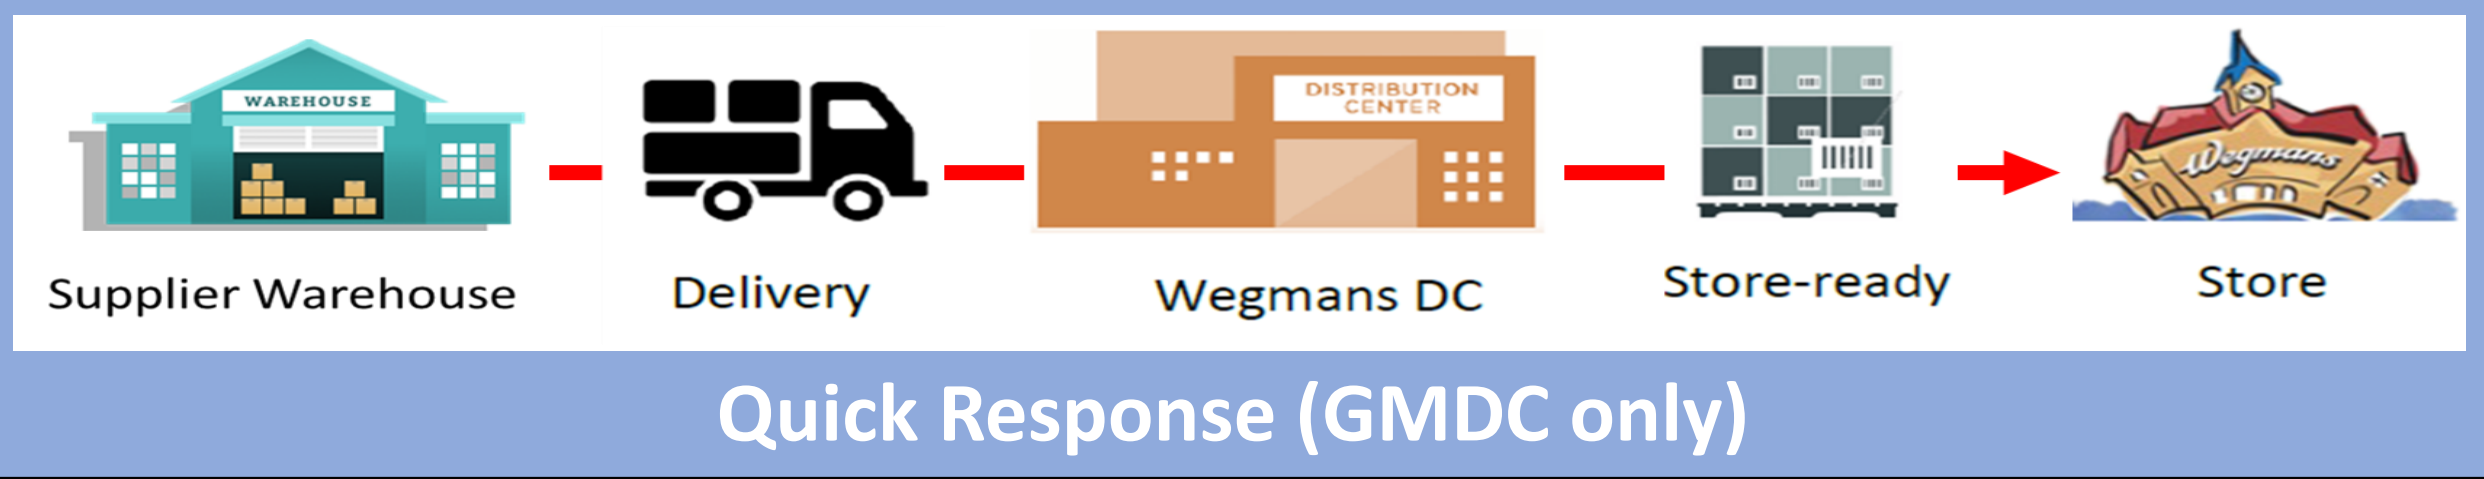 WAREHOUSE
DISTRIBUTION
CENTER
Wegmans
Supplier Warehouse
Delivery
Wegmans DC
Store-ready
Store
Quick Response (GMDC only)